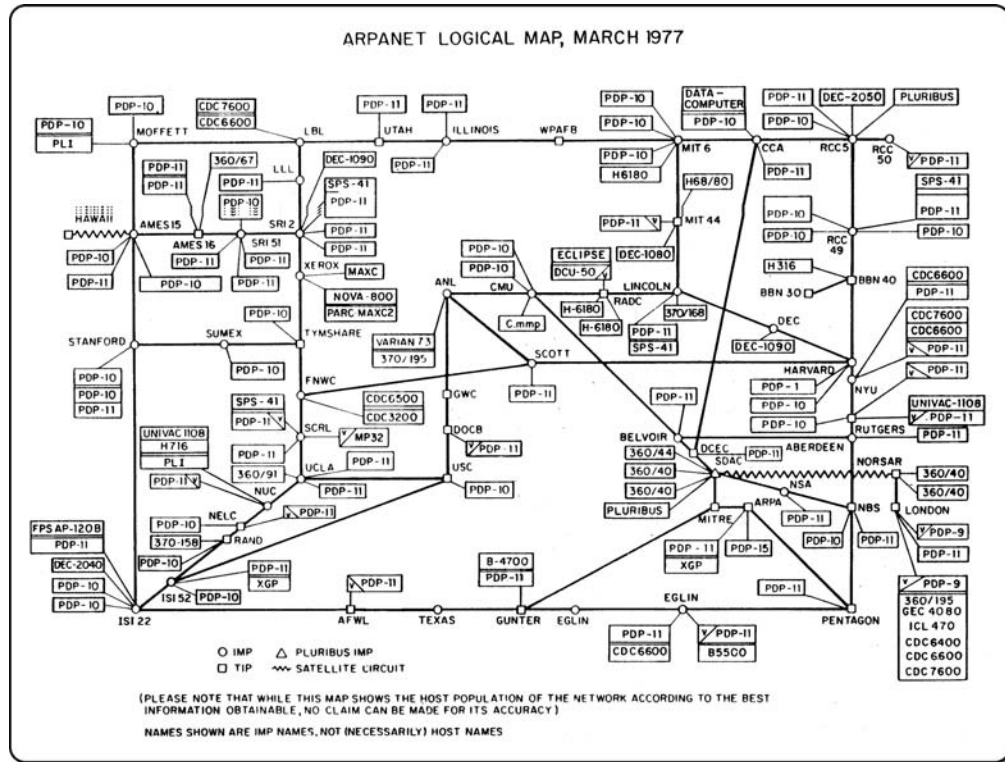 ARPANET LOGICAL MAP, MARCH 1977
PDP-10
CDC 7600
CDC 6600
PDP-11
PDP-11
PDP-10
PDP-10
DATA-
COMPUTER
PDP-10
PDP-11
PDP-10
DEC-2050
PLURIBUS
PDP-10
PLI
MOFFETT
LBL
UTAH
ILLINOIS
WPAFB
MIT 6
CCA
RCC 5
RCC
50
PDP-11
PDP-11
PDP-11
360/67
LLL
PDP-11
PDP-10
DEC-1090
SPS-41
PDP-11
PDP-11
PDP-11
PDP-10
H6180
H68/80
PDP-11
MIT 44
DEC-1080
PDP-11
SPS-41
PDP-11
PDP-10
PDP-10
PDP-10
RCC
49
HAWAII
AMES 15
AMES 16
SRI 51
SRI 2
PDP-10
PDP-11
PDP-10
PDP-11
PDP-11
PDP-11
XEROX
MAXC
NOVA-800
PARC MAXC2
PDP-10
PDP-10
ANL
CMU
C.mmp
ECLIPSE
DCU-50
H-6180
H-6180
RADC
LINCOLN
370/168
PDP-11
SPS-41
H316
BBN 30
BBN 40
CDC6600
PDP-11
CDC7600
CDC6600
PDP-11
PDP-11
DEC
DEC-1090
STANFORD
SUMEX
PDP-10
TYMSHARE
PDP-10
PDP-10
PDP-10
PDP-11
VARIAN 73
370/195
SCOTT
PDP-11
HARVARD
PDP-1
PDP-10
PDP-10
NYU
FNWC
CDC6500
CDC3200
GWC
UNIVAC-1108
PDP-11
RUTGERS
PDP-11
SPS-41
PDP-11
PDP-11
SCRL
MP32
DOCB
PDP-11
PDP-11
BELVOIR
DCEC
PDP-11
ABERDEEN
UNIVAC 1108
H716
PLI
PDP-11
360/91
UCLA
PDP-11
PDP-11
USC
PDP-10
360/44
360/40
360/40
PLURIBUS
SDAC
NORSAR
360/40
360/40
NUC
NELC
PDP-11
NSA
PDP-11
MITRE
ARPA
PDP-11
XGP
PDP-15
NBS
PDP-10
PDP-11
LONDON
PDP-9
PDP-11
PDP-9
360/195
GEC 4080
ICL 470
CDC6400
CDC6600
CDC7600
FPS AP-120B
PDP-11
DEC-2040
PDP-10
PDP-10
PDP-10
370-158
RAND
PDP-10
PDP-11
XGP
PDP-10
ISI 52
ISI 22
PDP-11
AFWL
TEXAS
B-4700
PDP-11
GUNTER
EGLIN
EGLIN
PDP-11
CDC6600
PDP-11
B5500
PDP-11
PENTAGON
IMP
PLURIBUS IMP
TIP
SATELLITE CIRCUIT
(PLEASE NOTE THAT WHILE THIS MAP SHOWS THE HOST POPULATION OF THE NETWORK ACCORDING TO THE BEST
INFORMATION OBTAINABLE, NO CLAIM CAN BE MADE FOR ITS ACCURACY)
NAMES SHOWN ARE IMP NAMES, NOT (NECESSARILY) HOST NAMES